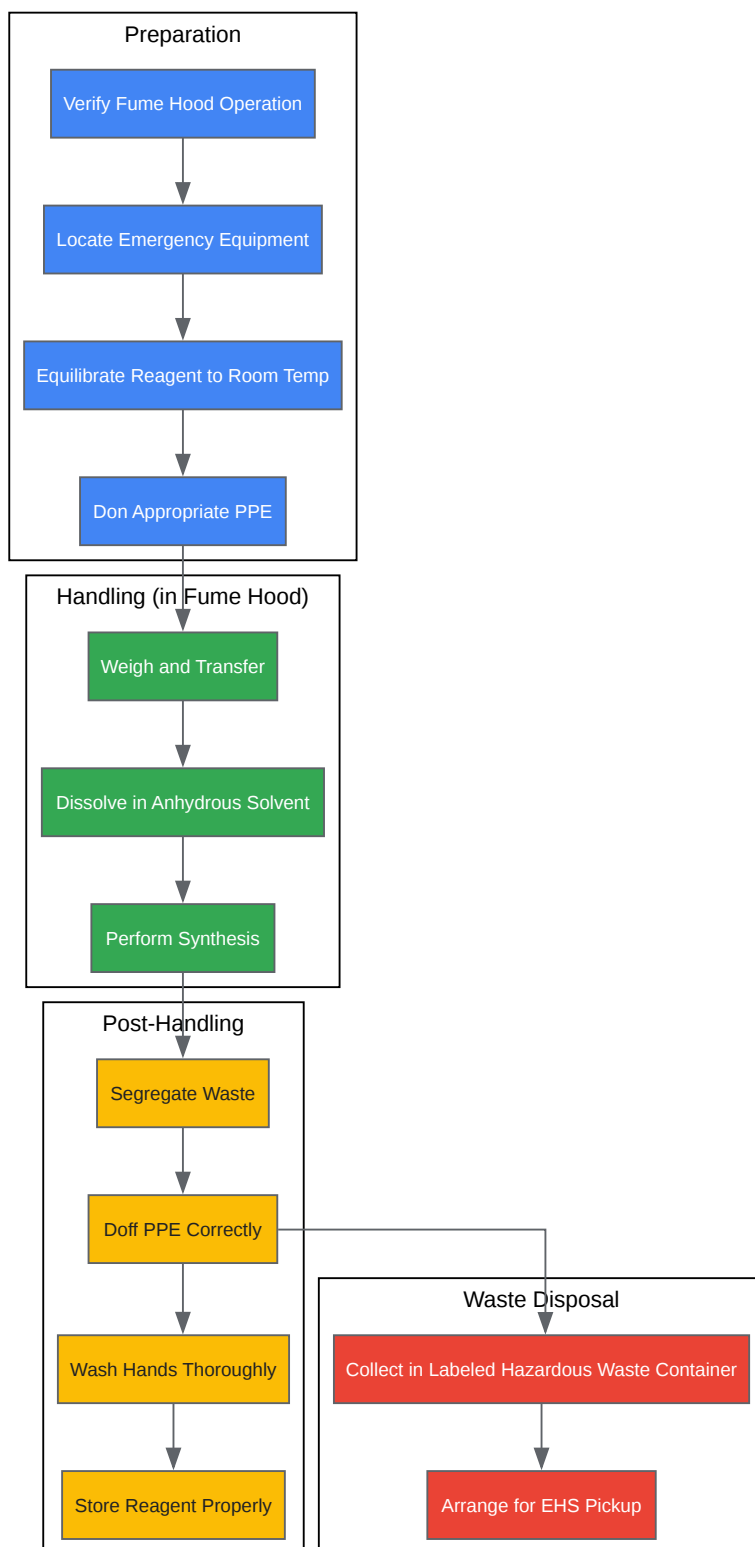 Preparation
Verify Fume Hood Operation
Locate Emergency Equipment
Equilibrate Reagent to Room Temp
Don Appropriate PPE
Handling (in Fume Hood)
Weigh and Transfer
Dissolve in Anhydrous Solvent
Perform Synthesis
Post-Handling
Segregate Waste
Doff PPE Correctly
Wash Hands Thoroughly
Store Reagent Properly
Waste Disposal
Collect in Labeled Hazardous Waste Container
Arrange for EHS Pickup